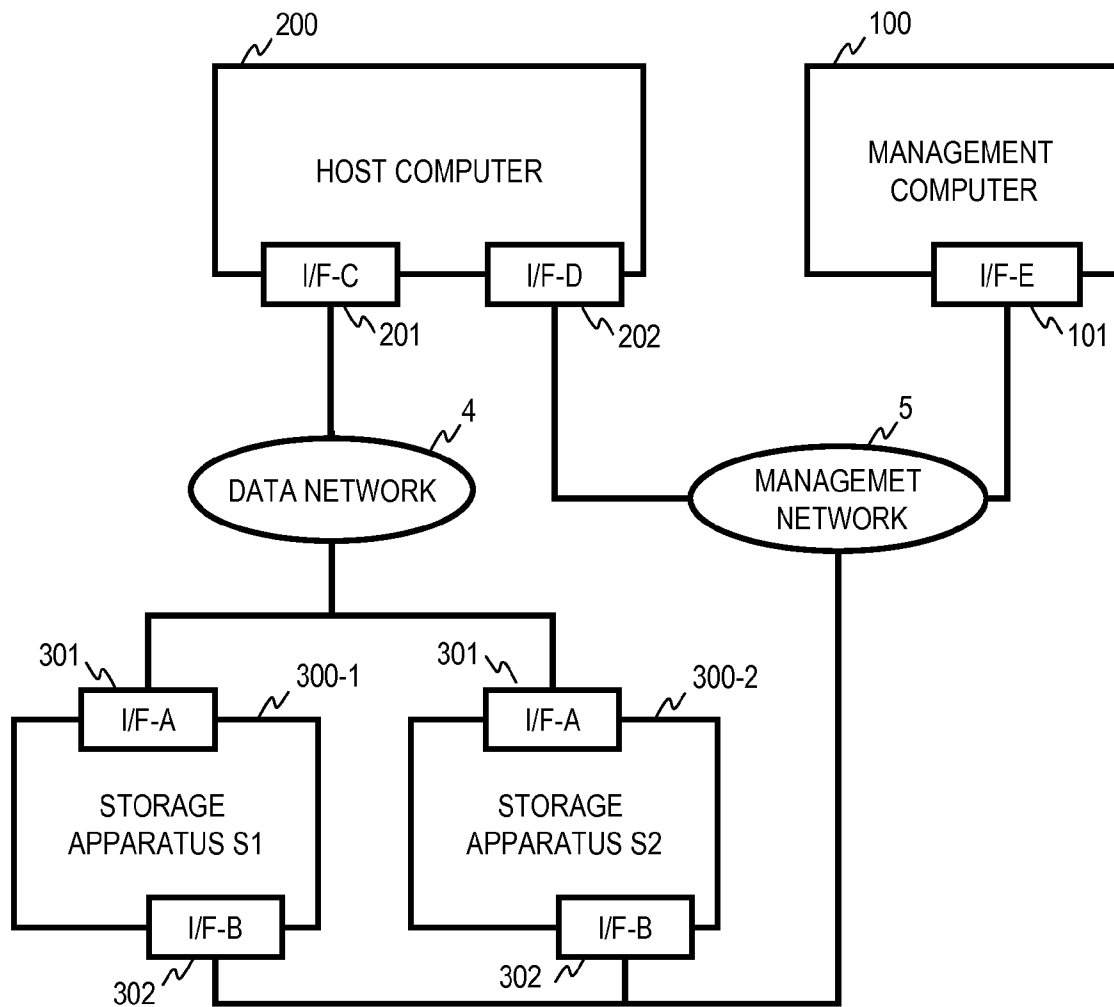 200
100
HOST COMPUTER
MANAGEMENT
COMPUTER
I/F-C
I/F-D
I/F-E
201
202
101
4
5
DATA NETWORK
MANAGEMET
NETWORK
301
300-1
301
300-2
I/F-A
I/F-A
STORAGE
APPARATUS S1
STORAGE
APPARATUS S2
I/F-B
I/F-B
302
302